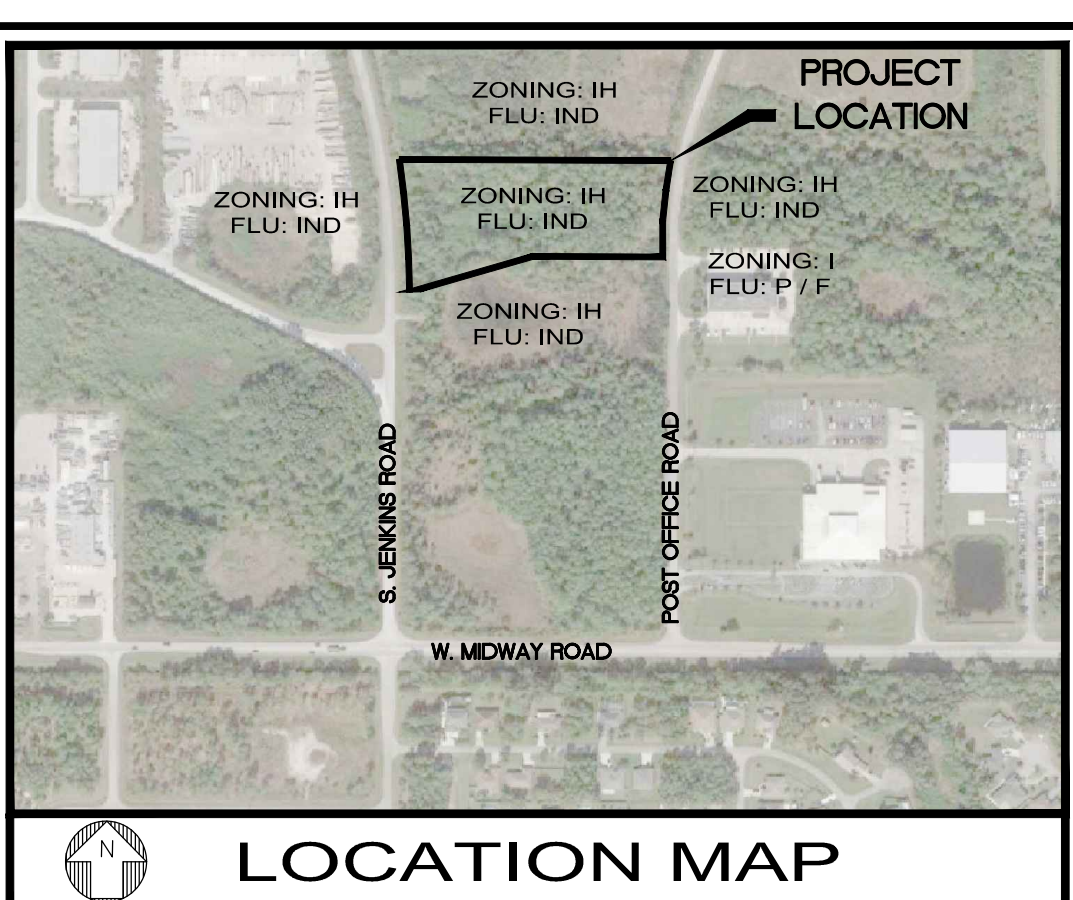 PROJECT
LOCATION
ZONING: IH
FLU: IND
ZONING: IH
FLU: IND
ZONING: IH
FLU: IND
ZONING: IH
FLU: IND
ZONING: I
FLU: P / F
ZONING: IH
FLU: IND
S. JENKINS ROAD
POST OFFICE ROAD
W. MIDWAY ROAD
N
LOCATION MAP